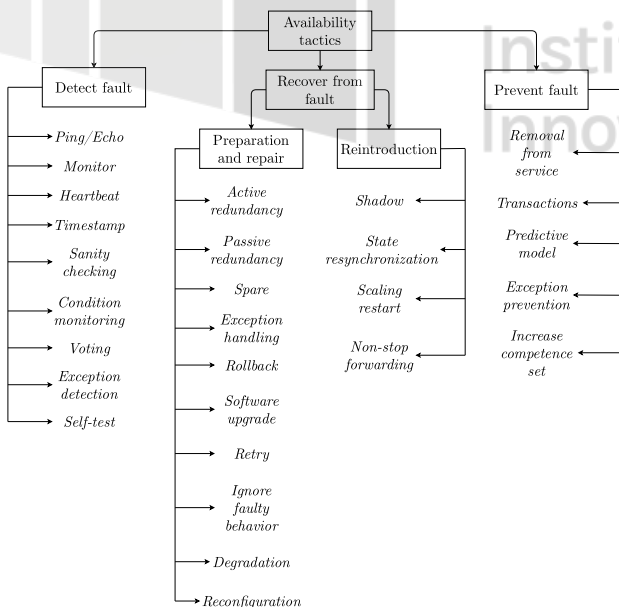 Availability
tactics
Detect fault
Recover from
fault
Prevent fault
Preparation
and repair
Reintroduction
Ping/Echo
Monitor
Heartbeat
Timestamp
Sanity
checking
Condition
monitoring
Voting
Exception
detection
Self-test
Active
redundancy
Passive
redundancy
Spare
Exception
handling
Rollback
Software
upgrade
Retry
Ignore
faulty
behavior
Degradation
Reconfiguration
Shadow
State
resynchronization
Scaling
restart
Non-stop
forwarding
Removal
from
service
Transactions
Predictive
model
Exception
prevention
Increase
competence
set